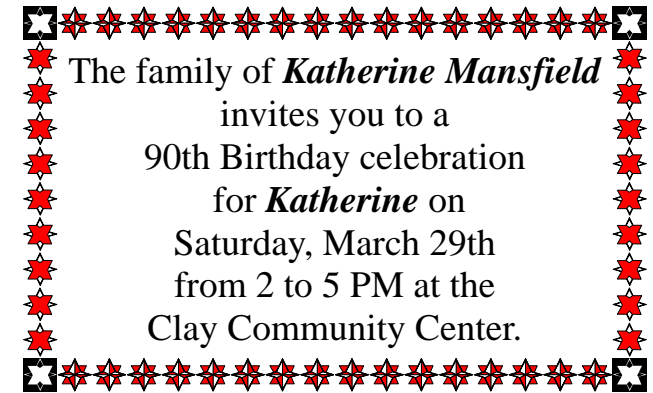 The family of Katherine Mansfield
invites you to a
90th Birthday celebration
for Katherine on
Saturday, March 29th
from 2 to 5 PM at the
Clay Community Center.